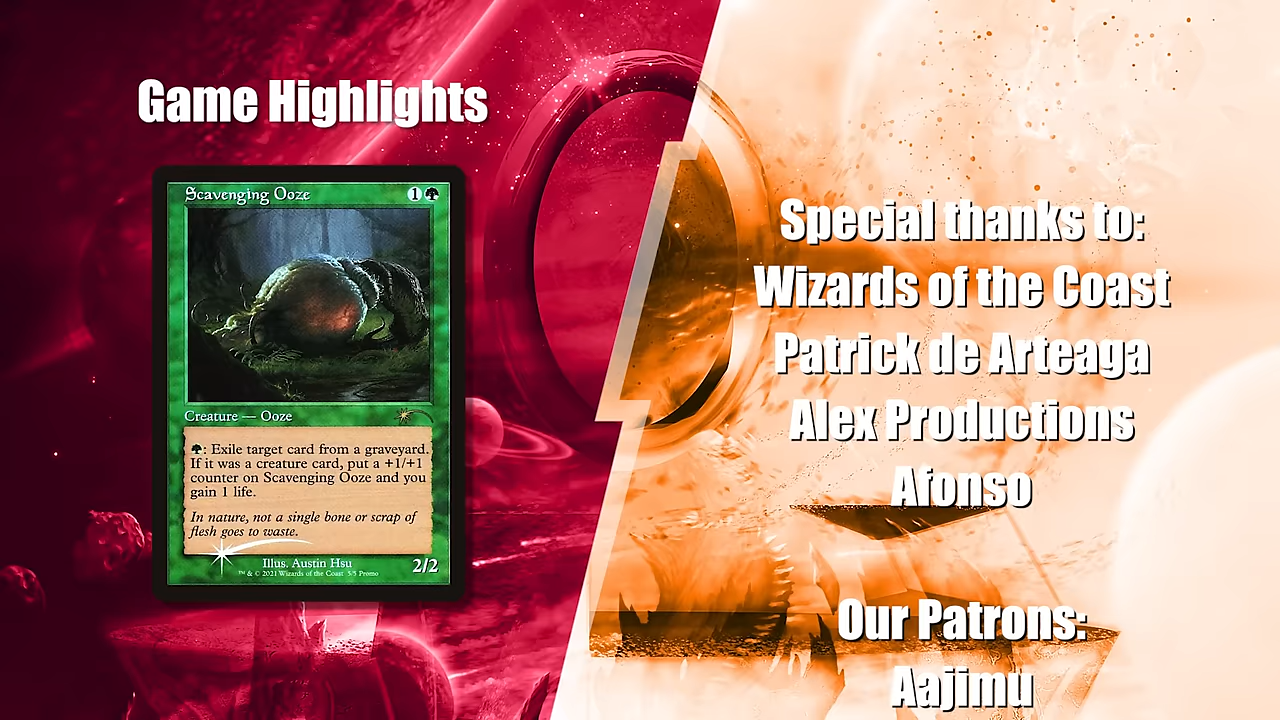 Game Highlights
Scavenging Ooze 1
Creature — Ooze
: Exile target card from a graveyard.
If it was a creature card, put a +1/+1
counter on Scavenging Ooze and you
gain 1 life.
In nature, not a single bone or scrap of
flesh goes to waste.
Illus. Austin Hsu
™ & © 2021 Wizards of the Coast 5/5 Promo
2/2
Special thanks to:
Wizards of the Coast
Patrick de Arteaga
Alex Productions
Afonso
Our Patrons:
Aajimu